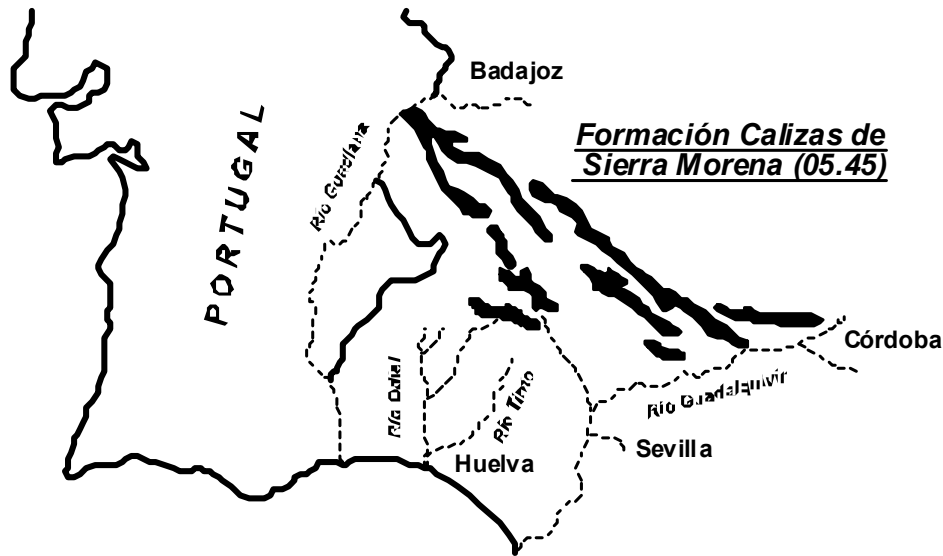 Badajoz
Formación Calizas de
Sierra Morena (05.45)
PORTUGAL
Río Guadiana
Córdoba
Río Odiel
Río Tinto
Río Guadalquivir
Huelva
Sevilla